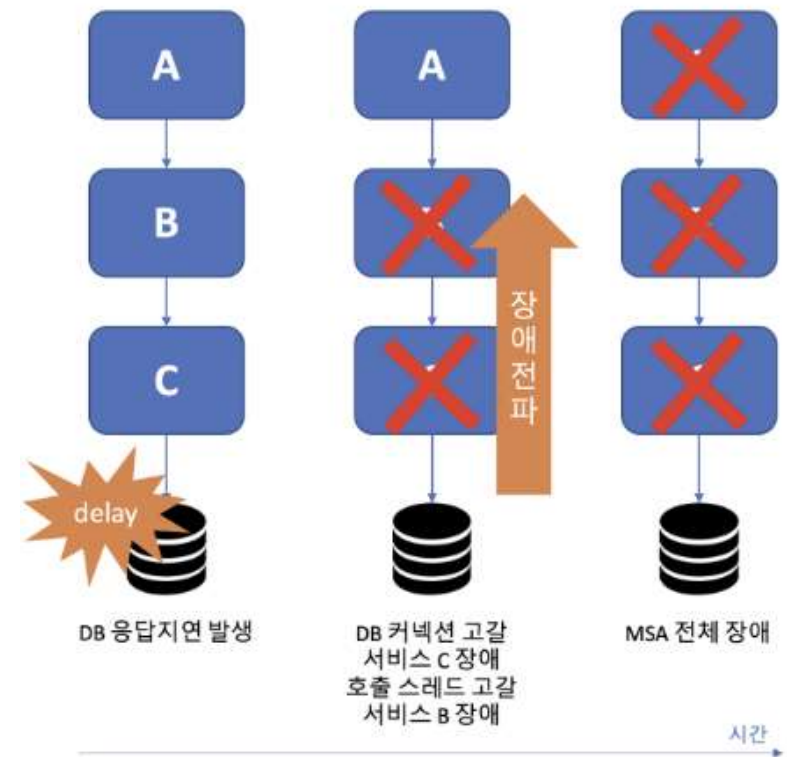 A
A
B
C
장애전파
delay
DB 응답지연 발생
DB 커넥션 고갈
서비스 C 장애
호출 스레드 고갈
서비스 B 장애
MSA 전체 장애
시간